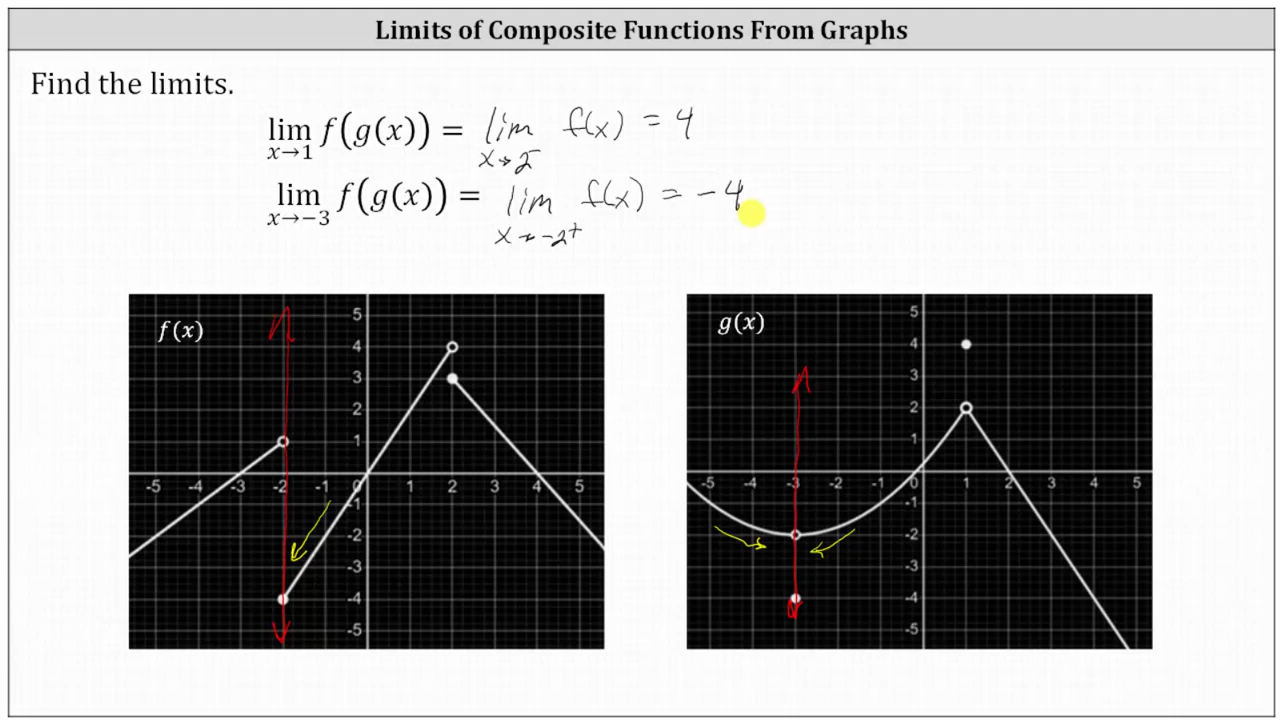 Limits of Composite Functions From Graphs
Find the limits.
lim x→1 f(g(x)) = lim x→2⁻ f(x) = 4
lim x→-3 f(g(x)) = lim x→-2⁺ f(x) = -4
f(x)
5
4
3
2
1
-5 -4 -3 -2 -1 0 1 2 3 4 5
-1
-2
-3
-4
-5
g(x)
5
4
3
2
1
-5 -4 -3 -2 -1 0 1 2 3 4 5
-1
-2
-3
-4
-5